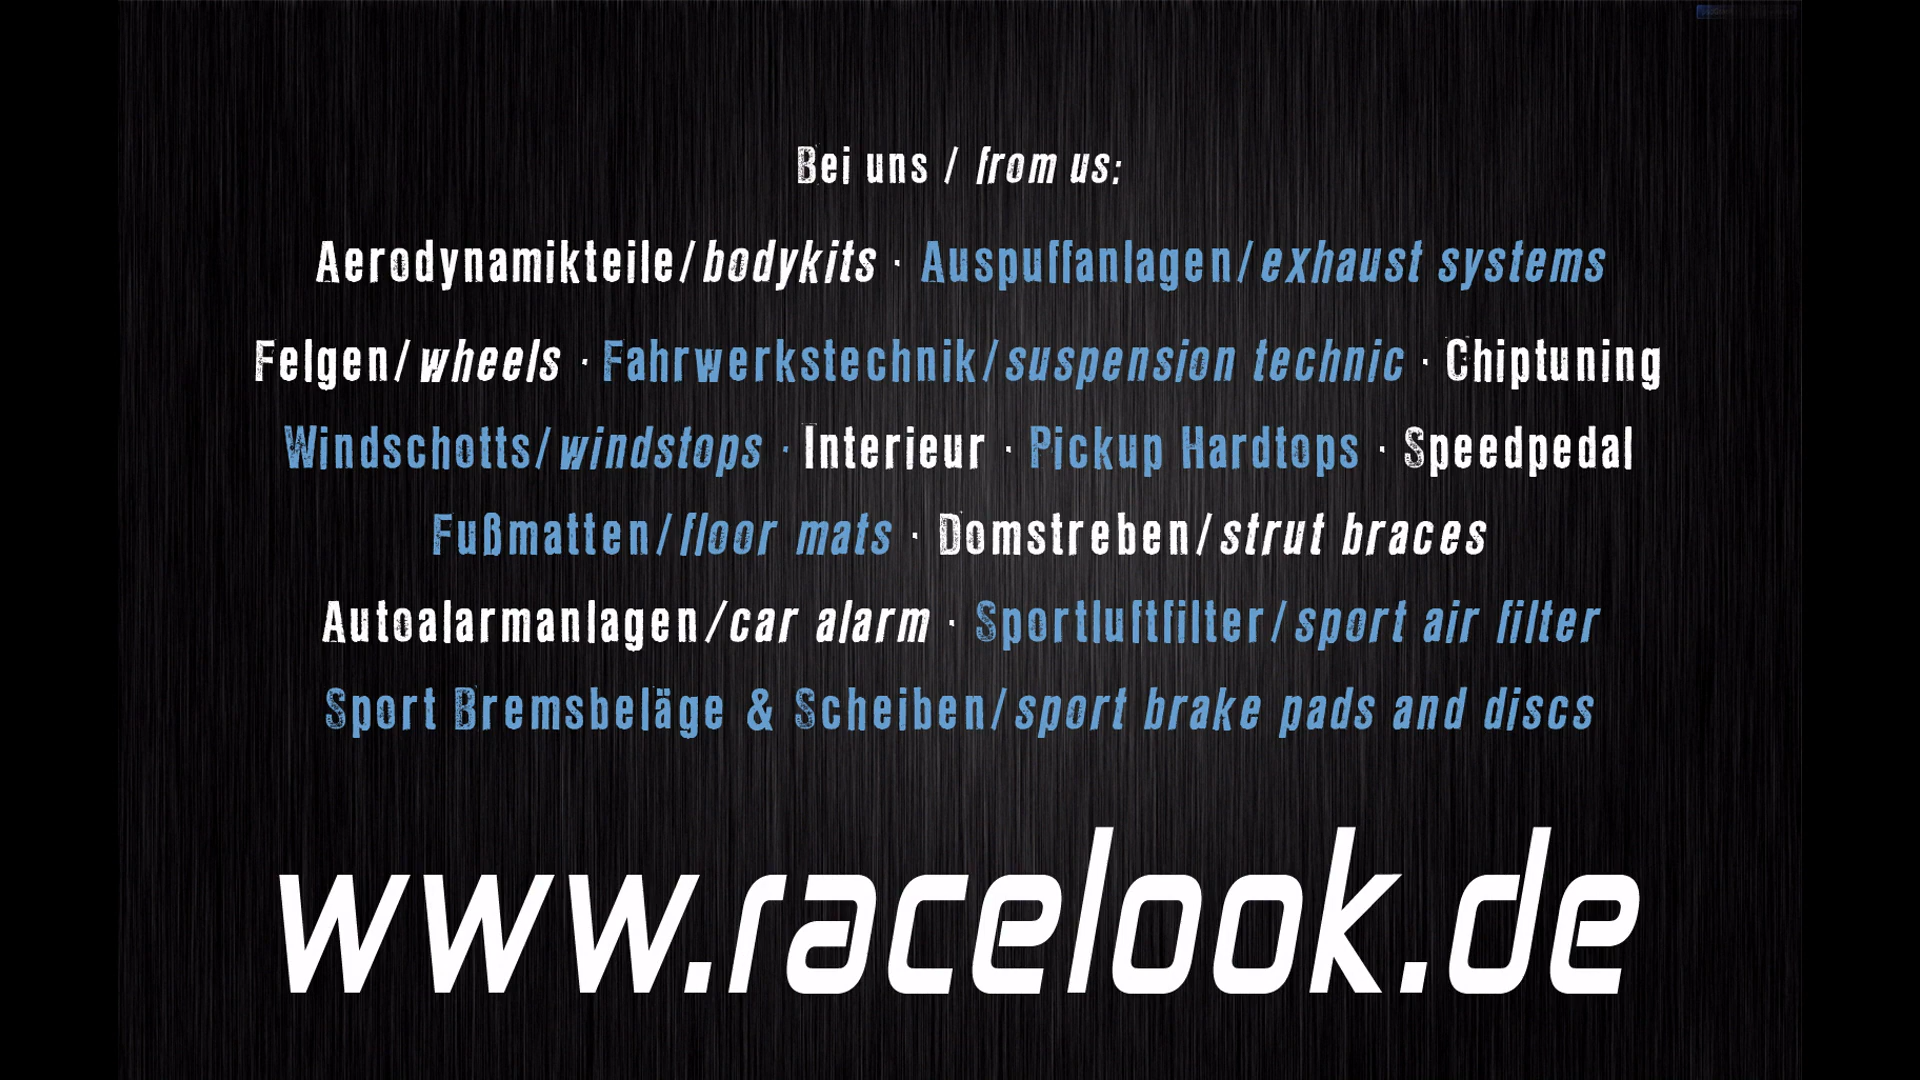 Bei uns / from us:
Aerodynamikteile/bodykits · Auspuffanlagen/exhaust systems
Felgen/wheels · Fahrwerkstechnik/suspension technic · Chiptuning
Windschotts/windstops · Interieur · Pickup Hardtops · Speedpedal
Fußmatten/floor mats · Domstreben/strut braces
Autoalarmanlagen/car alarm · Sportluftfilter/sport air filter
Sport Bremsbeläge & Scheiben/sport brake pads and discs
www.racelook.de